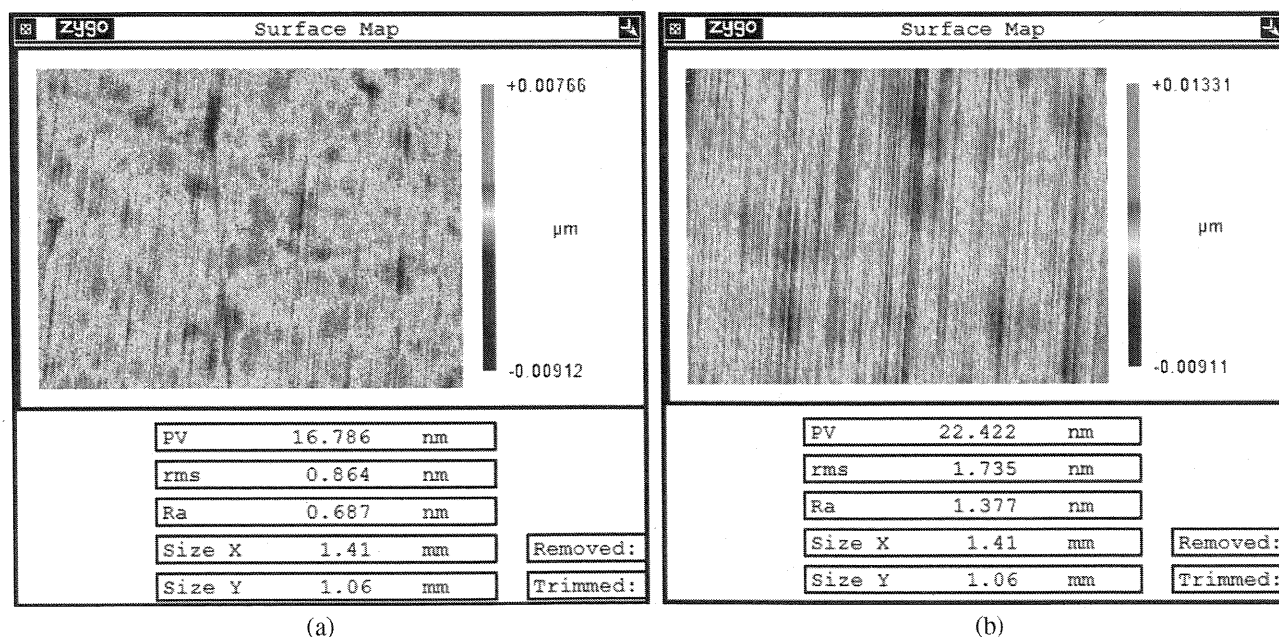 zygo Surface Map
+0.00766
µm
-0.00912
PV 16.786 nm
rms 0.864 nm
Ra 0.687 nm
Size X 1.41 mm
Removed:
Size Y 1.06 mm
Trimmed:
(a)
zygo Surface Map
+0.01331
µm
-0.00911
PV 22.422 nm
rms 1.735 nm
Ra 1.377 nm
Size X 1.41 mm
Removed:
Size Y 1.06 mm
Trimmed:
(b)